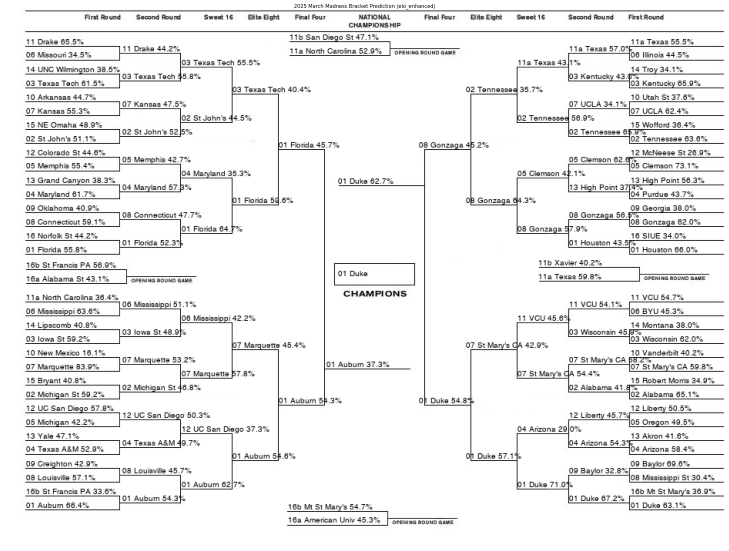 2025 March Madness Bracket Prediction (elo_enhanced)
First Round
Second Round
Sweet 16
Elite Eight
Final Four
NATIONAL
CHAMPIONSHIP
Final Four
Elite Eight
Sweet 16
Second Round
First Round
11 Drake 65.5%
06 Missouri 34.5%
14 UNC Wilmington 38.5%
03 Texas Tech 61.5%
10 Arkansas 44.7%
07 Kansas 55.3%
15 NE Omaha 48.9%
02 St John's 51.1%
12 Colorado St 44.6%
05 Memphis 55.4%
13 Grand Canyon 38.3%
04 Maryland 61.7%
09 Oklahoma 40.9%
08 Connecticut 59.1%
16 Norfolk St 44.2%
01 Florida 55.8%
16b St Francis PA 56.9%
16a Alabama St 43.1%
OPENING ROUND GAME
11a North Carolina 36.4%
06 Mississippi 63.6%
14 Lipscomb 40.8%
03 Iowa St 59.2%
10 New Mexico 16.1%
07 Marquette 83.9%
15 Bryant 40.8%
02 Michigan St 59.2%
12 UC San Diego 57.8%
05 Michigan 42.2%
13 Yale 47.1%
04 Texas A&M 52.9%
09 Creighton 42.9%
08 Louisville 57.1%
16b St Francis PA 33.6%
01 Auburn 66.4%
11 Drake 44.2%
03 Texas Tech 55.8%
07 Kansas 47.5%
02 St John's 52.5%
05 Memphis 42.7%
04 Maryland 57.3%
08 Connecticut 47.7%
01 Florida 52.3%
06 Mississippi 51.1%
03 Iowa St 48.9%
07 Marquette 53.2%
02 Michigan St 46.8%
12 UC San Diego 50.3%
04 Texas A&M 49.7%
08 Louisville 45.7%
01 Auburn 54.3%
03 Texas Tech 55.5%
02 St John's 44.5%
04 Maryland 35.3%
01 Florida 64.7%
06 Mississippi 42.2%
07 Marquette 57.8%
12 UC San Diego 37.3%
01 Auburn 62.7%
03 Texas Tech 40.4%
01 Florida 59.6%
07 Marquette 45.4%
01 Auburn 54.6%
01 Florida 45.7%
01 Auburn 54.3%
11b San Diego St 47.1%
11a North Carolina 52.9%
OPENING ROUND GAME
01 Duke 62.7%
01 Duke
CHAMPIONS
01 Auburn 37.3%
16b Mt St Mary's 54.7%
16a American Univ 45.3%
OPENING ROUND GAME
08 Gonzaga 45.2%
01 Duke 54.8%
02 Tennessee 35.7%
08 Gonzaga 64.3%
07 St Mary's CA 42.9%
01 Duke 57.1%
11a Texas 43.1%
02 Tennessee 56.9%
05 Clemson 42.1%
08 Gonzaga 57.9%
11 VCU 45.6%
07 St Mary's CA 54.4%
04 Arizona 29.0%
01 Duke 71.0%
11a Texas 57.0%
03 Kentucky 43.0%
07 UCLA 34.1%
02 Tennessee 65.9%
05 Clemson 62.6%
13 High Point 37.4%
08 Gonzaga 56.5%
01 Houston 43.5%
11 VCU 54.1%
03 Wisconsin 45.9%
07 St Mary's CA 58.2%
02 Alabama 41.8%
12 Liberty 45.7%
04 Arizona 54.3%
09 Baylor 32.8%
01 Duke 67.2%
11a Texas 55.5%
06 Illinois 44.5%
14 Troy 34.1%
03 Kentucky 65.9%
10 Utah St 37.6%
07 UCLA 62.4%
15 Wofford 36.4%
02 Tennessee 63.6%
12 McNeese St 26.9%
05 Clemson 73.1%
13 High Point 56.3%
04 Purdue 43.7%
09 Georgia 38.0%
08 Gonzaga 62.0%
16 SIUE 34.0%
01 Houston 66.0%
11b Xavier 40.2%
11a Texas 59.8%
OPENING ROUND GAME
11 VCU 54.7%
06 BYU 45.3%
14 Montana 38.0%
03 Wisconsin 62.0%
10 Vanderbilt 40.2%
07 St Mary's CA 59.8%
15 Robert Morris 34.9%
02 Alabama 65.1%
12 Liberty 50.5%
05 Oregon 49.5%
13 Akron 41.6%
04 Arizona 58.4%
09 Baylor 69.6%
08 Mississippi St 30.4%
16b Mt St Mary's 36.9%
01 Duke 63.1%